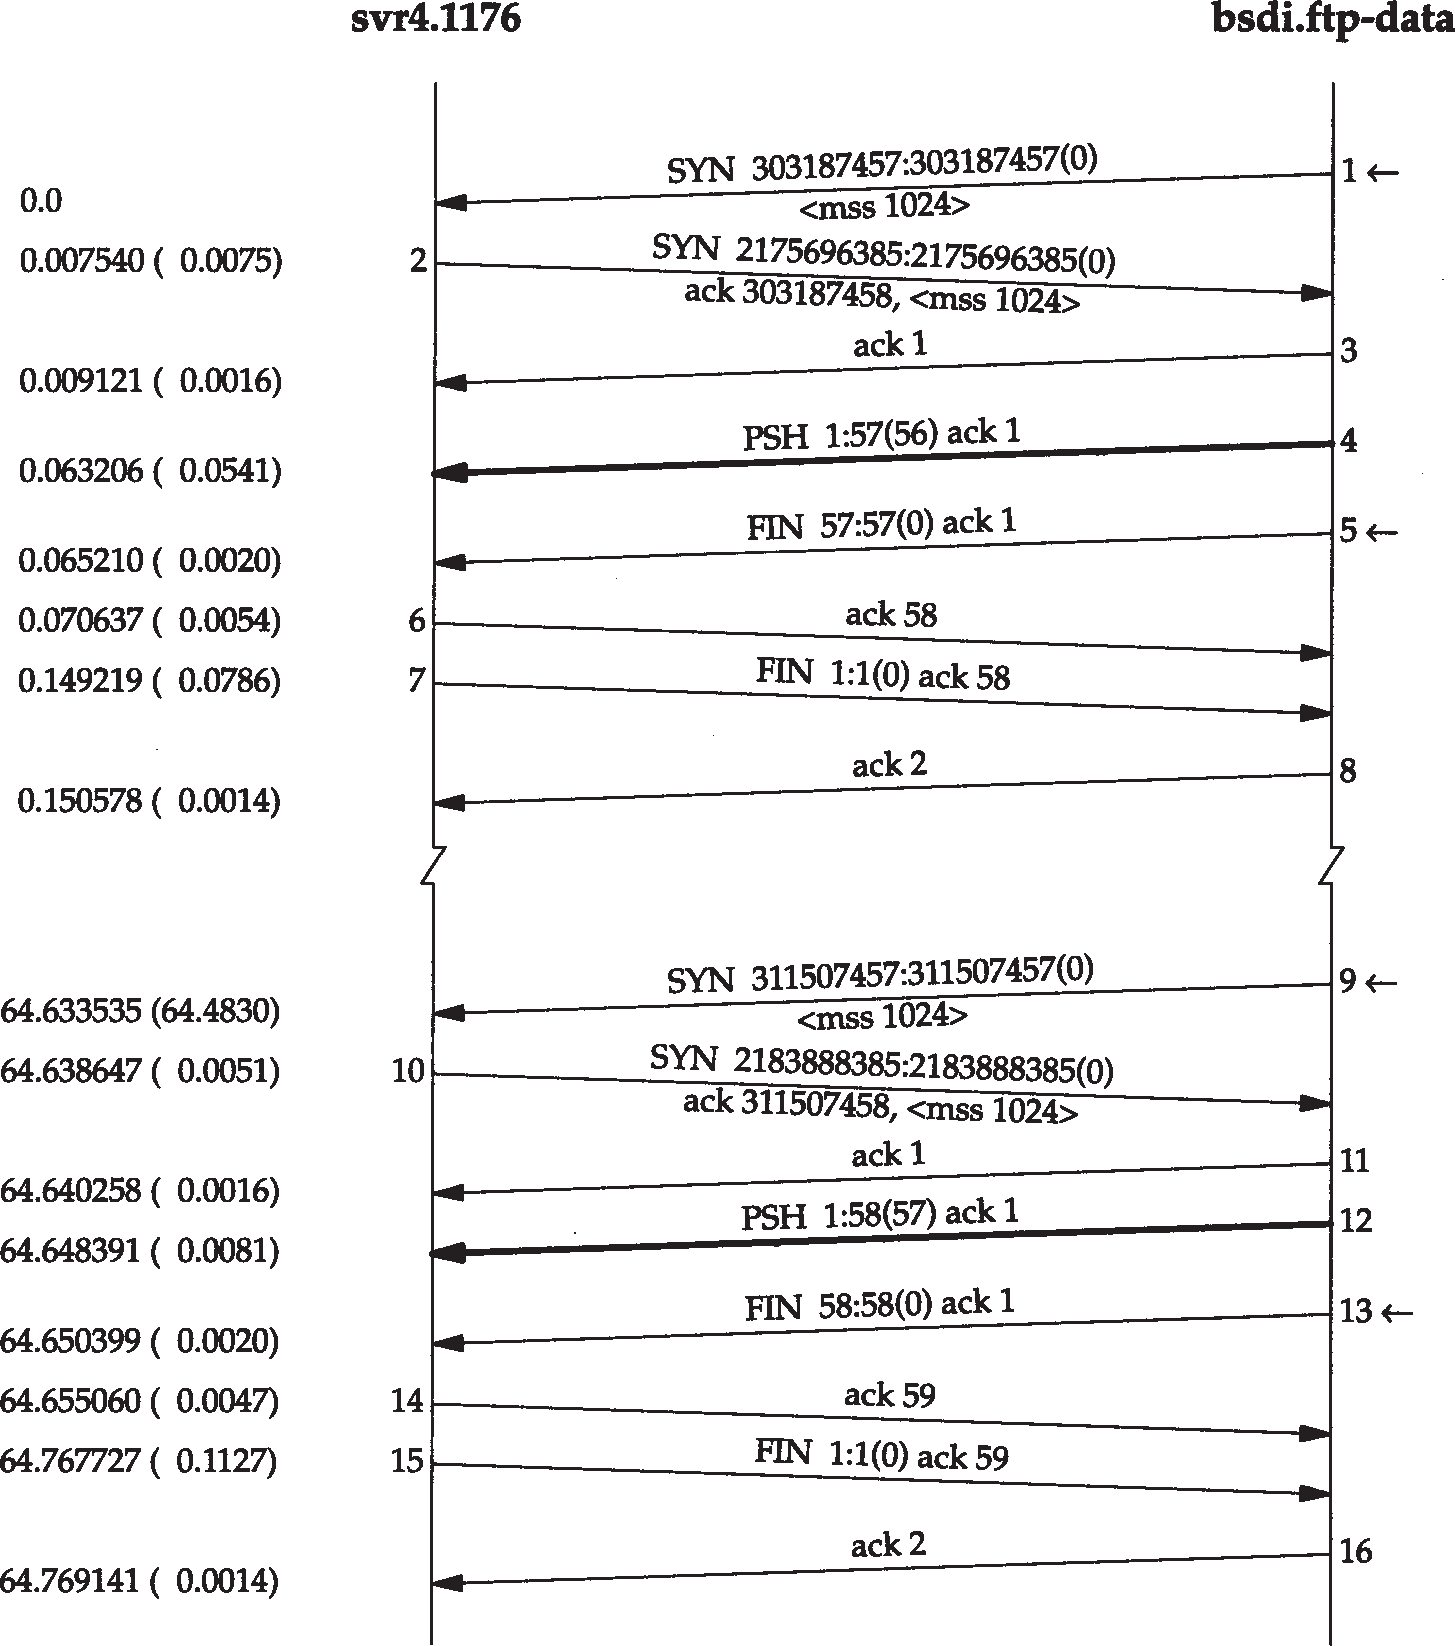 svr4.1176 bsdi.ftp-data
SYN 303187457:303187457(0)
1←
0.0
<mss 1024>
SYN 2175696385:2175696385(0)
0.007540 ( 0.0075)
2
ack 303187458, <mss 1024>
ack 1
3
0.009121 ( 0.0016)
PSH 1:57(56) ack 1
4
0.063206 ( 0.0541)
FIN 57:57(0) ack 1
5←
0.065210 ( 0.0020)
0.070637 ( 0.0054)
6
ack 58
0.149219 ( 0.0786)
7
FIN 1:1(0) ack 58
ack 2
8
0.150578 ( 0.0014)
SYN 311507457:311507457(0)
9←
64.633535 (64.4830)
<mss 1024>
SYN 2183888385:2183888385(0)
64.638647 ( 0.0051)
10
ack 311507458, <mss 1024>
ack 1
11
64.640258 ( 0.0016)
PSH 1:58(57) ack 1
12
64.648391 ( 0.0081)
FIN 58:58(0) ack 1
13←
64.650399 ( 0.0020)
64.655060 ( 0.0047)
14
ack 59
64.767727 ( 0.1127)
15
FIN 1:1(0) ack 59
ack 2
16
64.769141 ( 0.0014)